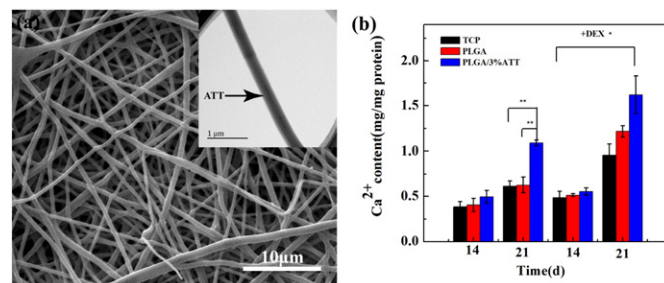 (a)
ATT
1 μm
10μm
(b)
TCP
PLGA
PLGA/3%ATT
+DEX *
**
**
Ca2+ content(mg/mg protein)
2.0
1.5
1.0
0.5
0.0
14
21
14
21
Time(d)